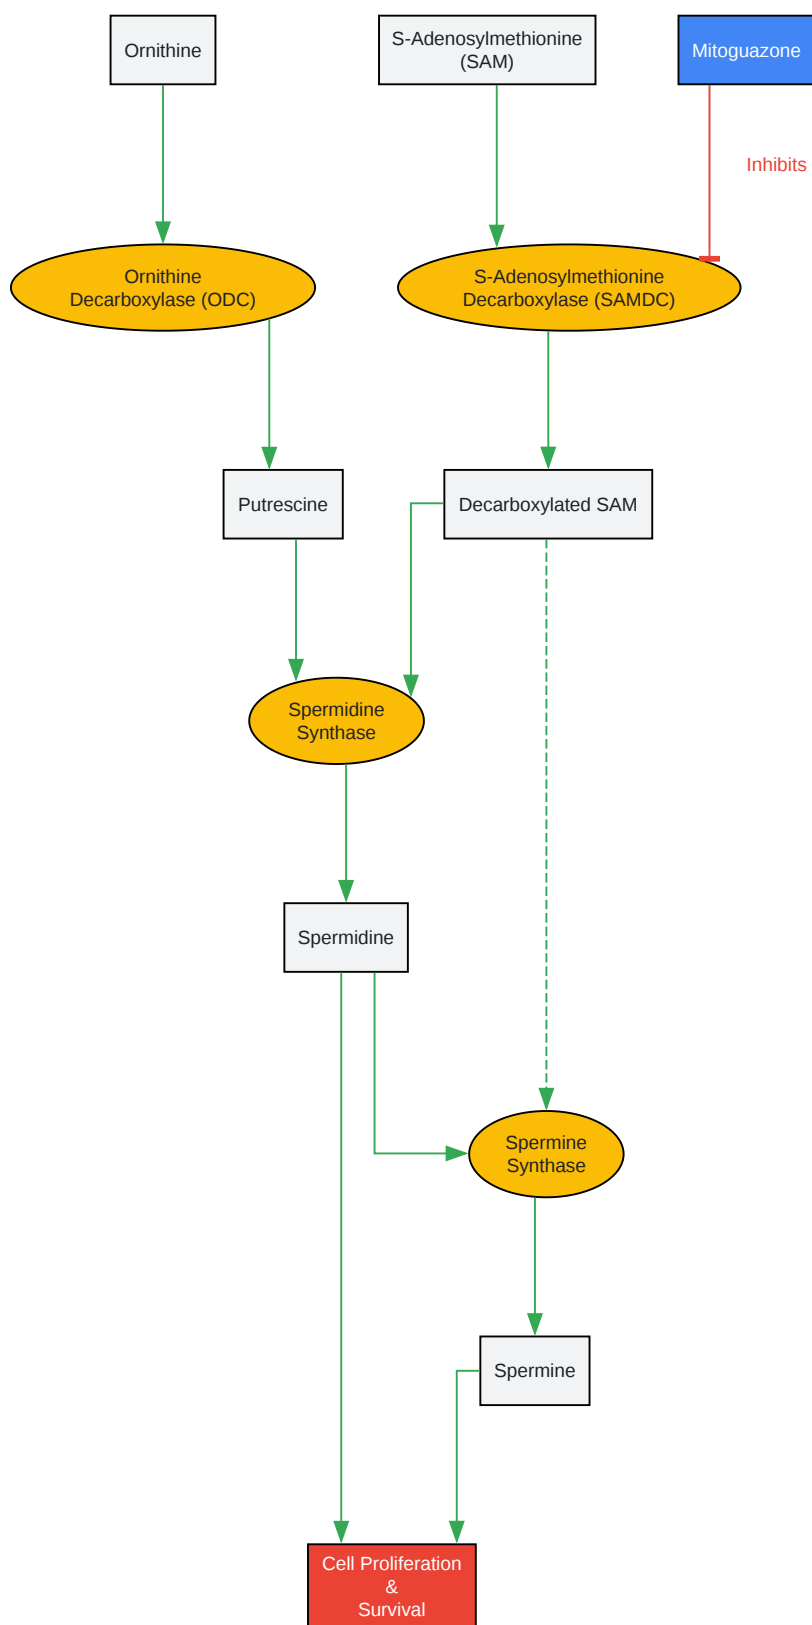 Ornithine
S-Adenosylmethionine
(SAM)
Mitoguazone
Inhibits
Ornithine
Decarboxylase (ODC)
S-Adenosylmethionine
Decarboxylase (SAMDC)
Putrescine
Decarboxylated SAM
Spermidine
Synthase
Spermidine
Spermine
Synthase
Spermine
Cell Proliferation
&
Survival